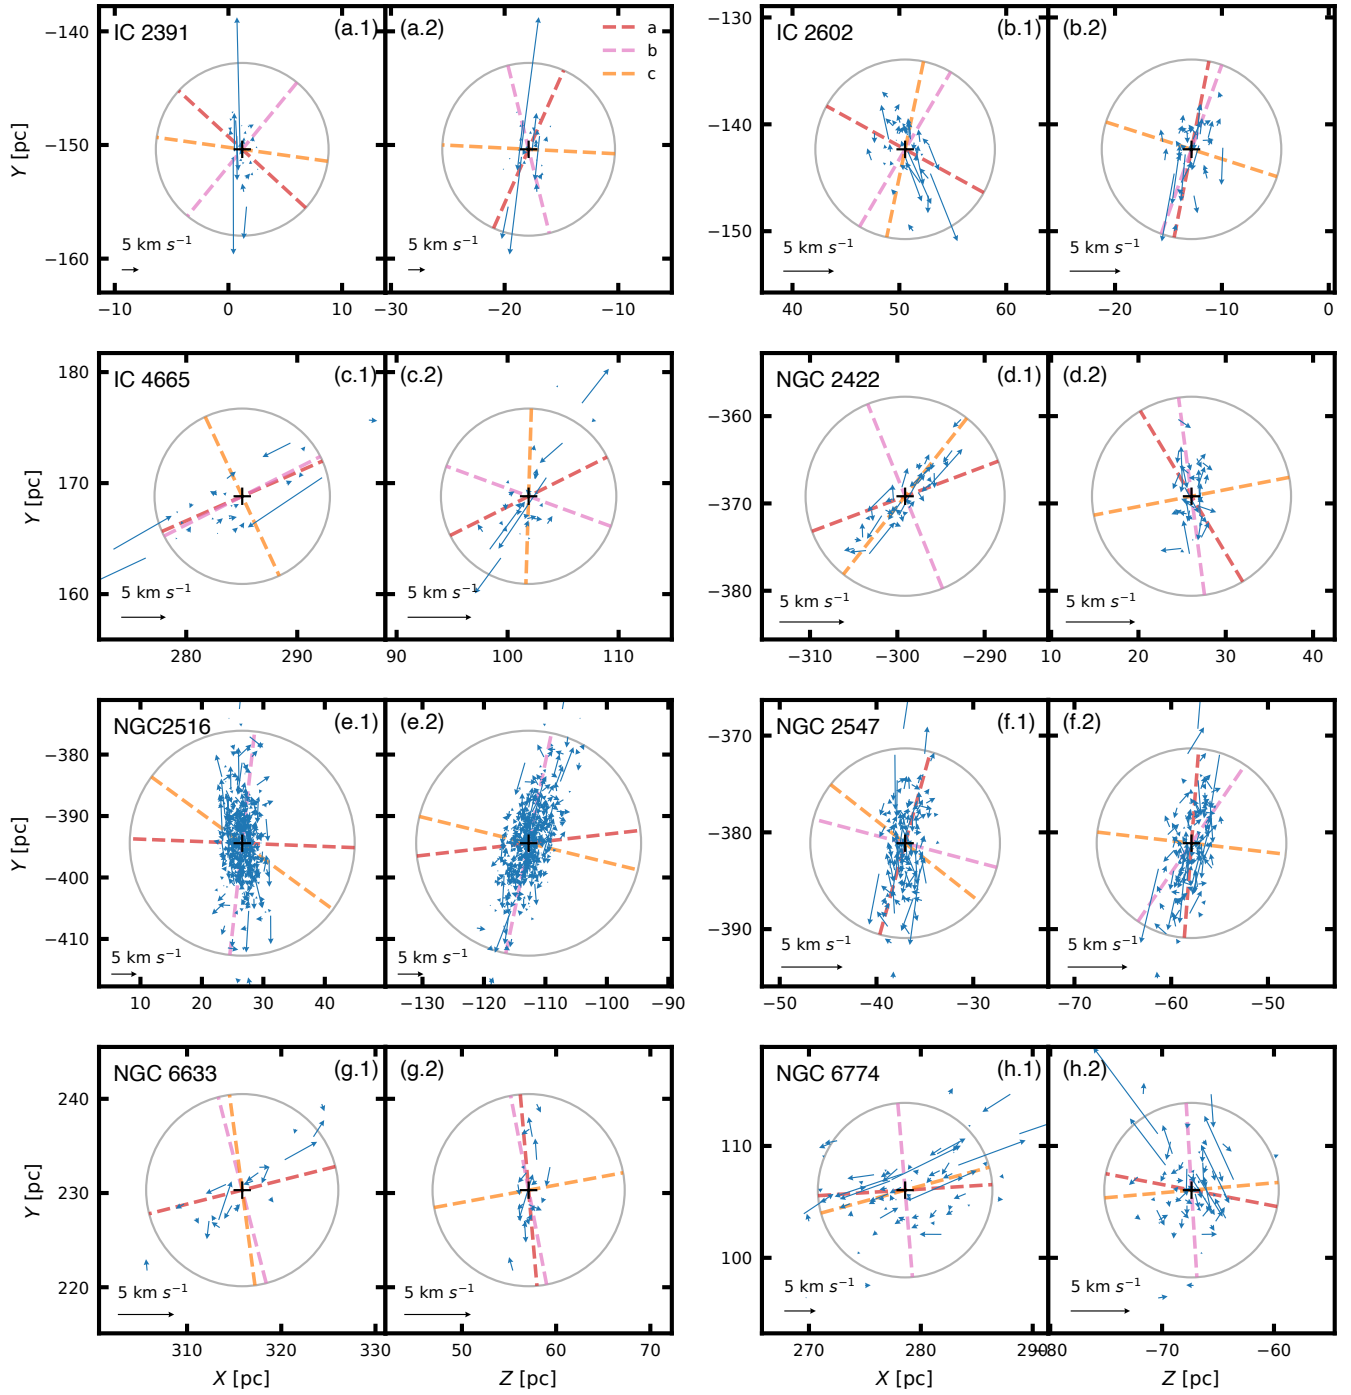 IC 2391 (a.1) (a.2) a b c
−140 −150 −160
Y [pc]
5 km s⁻¹ 5 km s⁻¹
−10 0 10 −30 −20 −10
IC 2602 (b.1) (b.2)
−130 −140 −150
Y [pc]
5 km s⁻¹ 5 km s⁻¹
40 50 60 −20 −10 0
IC 4665 (c.1) (c.2)
180 170 160
Y [pc]
5 km s⁻¹ 5 km s⁻¹
280 290 90 100 110
NGC 2422 (d.1) (d.2)
−360 −370 −380
Y [pc]
5 km s⁻¹ 5 km s⁻¹
−310 −300 −290 10 20 30 40
NGC2516 (e.1) (e.2)
−380 −390 −400 −410
Y [pc]
5 km s⁻¹ 5 km s⁻¹
10 20 30 40 −130 −120 −110 −100 −90
NGC 2547 (f.1) (f.2)
−370 −380 −390
Y [pc]
5 km s⁻¹ 5 km s⁻¹
−50 −40 −30 −70 −60 −50
NGC 6633 (g.1) (g.2)
240 230 220
Y [pc]
5 km s⁻¹ 5 km s⁻¹
310 320 330 50 60 70
X [pc] Z [pc]
NGC 6774 (h.1) (h.2)
110 100
Y [pc]
5 km s⁻¹ 5 km s⁻¹
270 280 290 −80 −70 −60
X [pc] Z [pc]